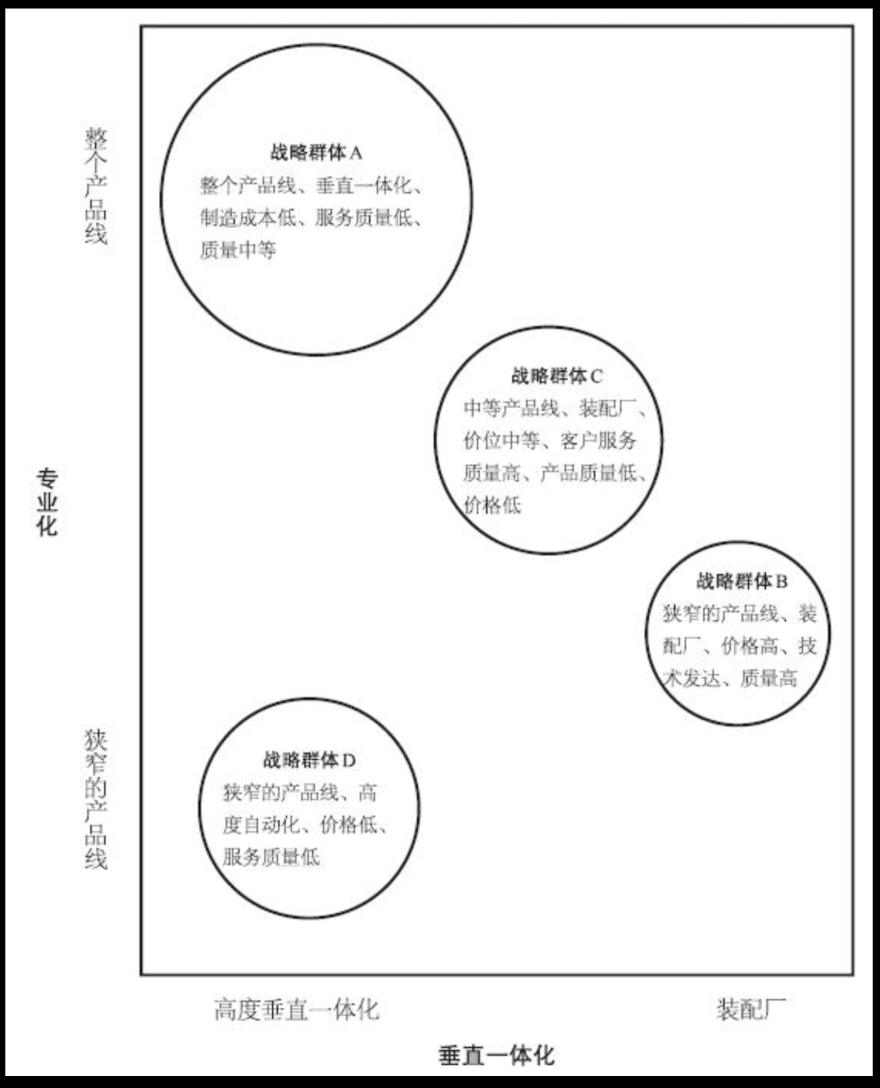 整个产品线
战略群体A
整个产品线、垂直一体化、
制造成本低、服务质量低、
质量中等
战略群体C
中等产品线、装配厂、
价位中等、客户服务
质量高、产品质量低、
价格低
专业化
战略群体B
狭窄的产品线、装
配厂、价格高、技
术发达、质量高
狭窄的产品线
战略群体D
狭窄的产品线、高
度自动化、价格低、
服务质量低
高度垂直一体化
装配厂
垂直一体化